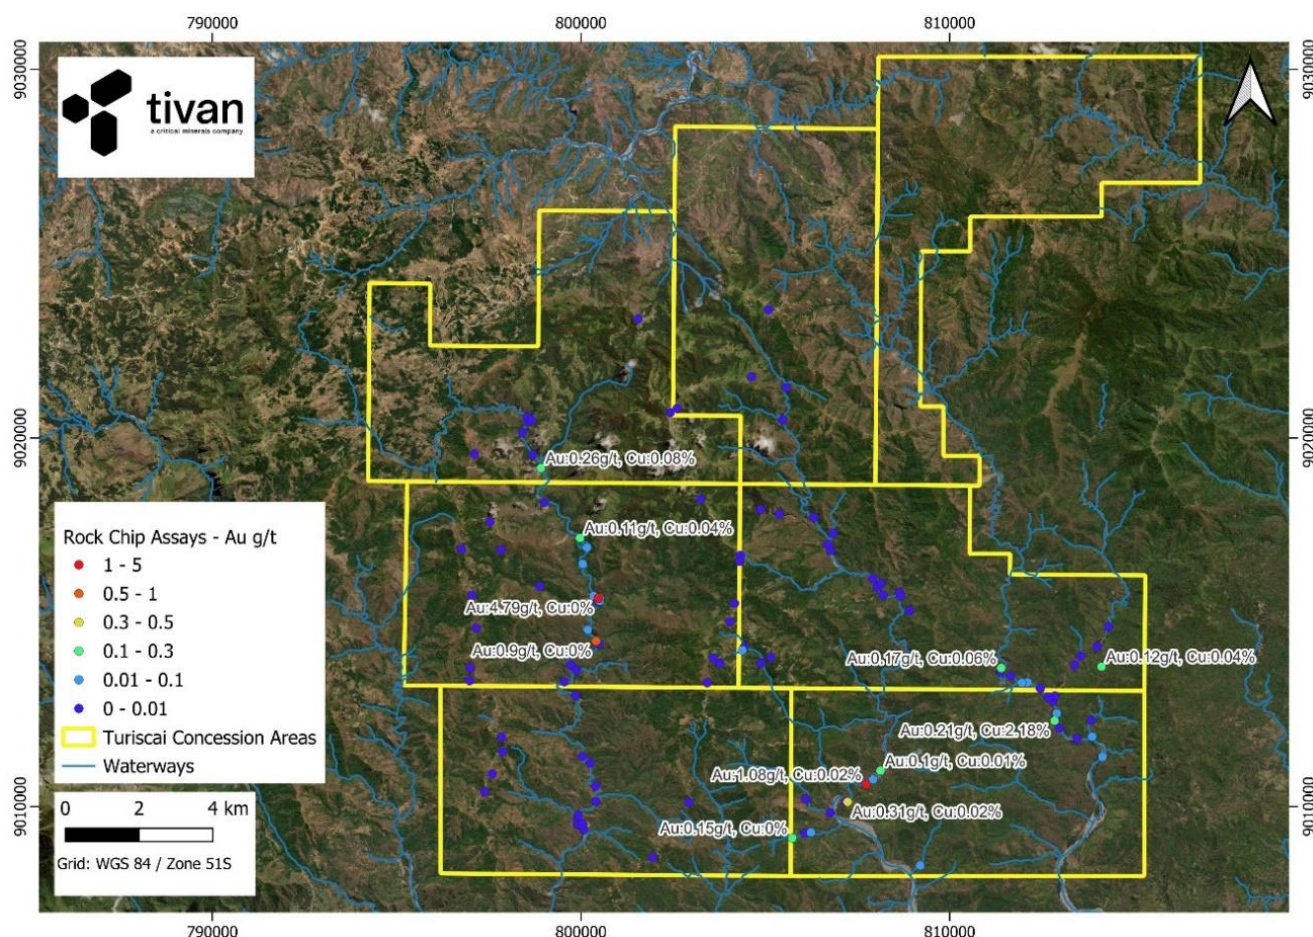 790000
800000
810000
9030000
9030000
tivan
a critical minerals company
9020000
9020000
Au:0.26g/t, Cu:0.08%
Rock Chip Assays - Au g/t
1 - 5
0.5 - 1
0.3 - 0.5
0.1 - 0.3
0.01 - 0.1
0 - 0.01
Turiscai Concession Areas
Waterways
Au:0.11g/t, Cu:0.04%
Au:4.79g/t, Cu:0%
Au:0.9g/t, Cu:0%
Au:0.17g/t, Cu:0.06%
Au:0.12g/t, Cu:0.04%
Au:0.21g/t, Cu:2.18%
Au:0.1g/t, Cu:0.01%
Au:1.08g/t, Cu:0.02%
Au:0.31g/t, Cu:0.02%
Au:0.15g/t, Cu:0%
9010000
9010000
0 2 4 km
Grid: WGS 84 / Zone 51S
790000
800000
810000